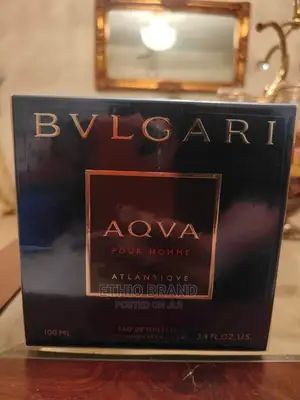 BVLGARI
AQVA
POUR HOMME
ATLANTIQVE
ETHIO BRAND
POSTED ON JIJI
100 ML
EAU DE TOILETTE
3.4 FL.OZ. US